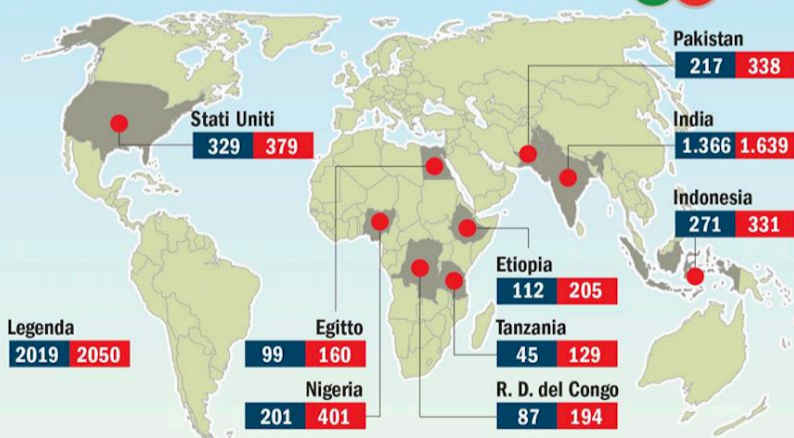 Pakistan
217 338
Stati Uniti
329 379
India
1.366 1.639
Indonesia
271 331
Etiopia
112 205
Legenda
2019 2050
Egitto
99 160
Tanzania
45 129
Nigeria
201 401
R. D. del Congo
87 194